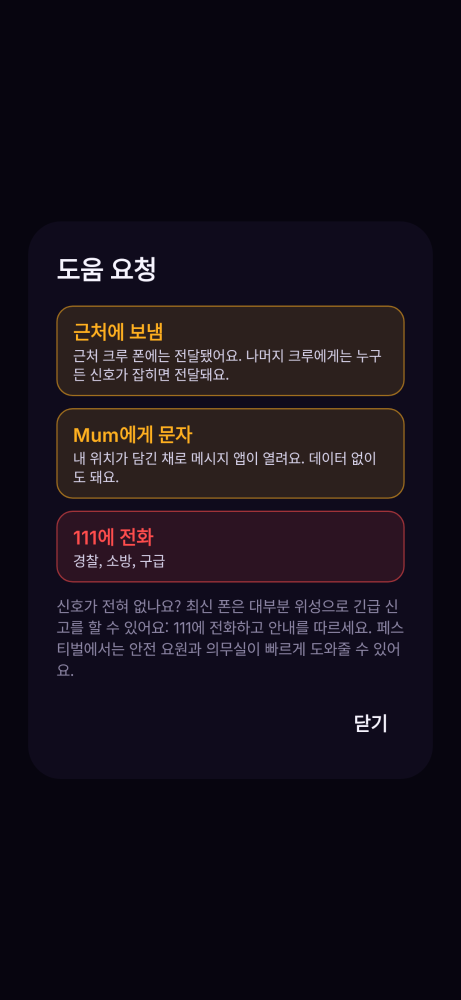 도움 요청
근처에 보냄
근처 크루 폰에는 전달됐어요. 나머지 크루에게는 누구
든 신호가 잡히면 전달돼요.
Mum에게 문자
내 위치가 담긴 채로 메시지 앱이 열려요. 데이터 없이
도 돼요.
111에 전화
경찰, 소방, 구급
신호가 전혀 없나요? 최신 폰은 대부분 위성으로 긴급 신
고를 할 수 있어요: 111에 전화하고 안내를 따르세요. 페스
티벌에서는 안전 요원과 의무실이 빠르게 도와줄 수 있어
요.
닫기